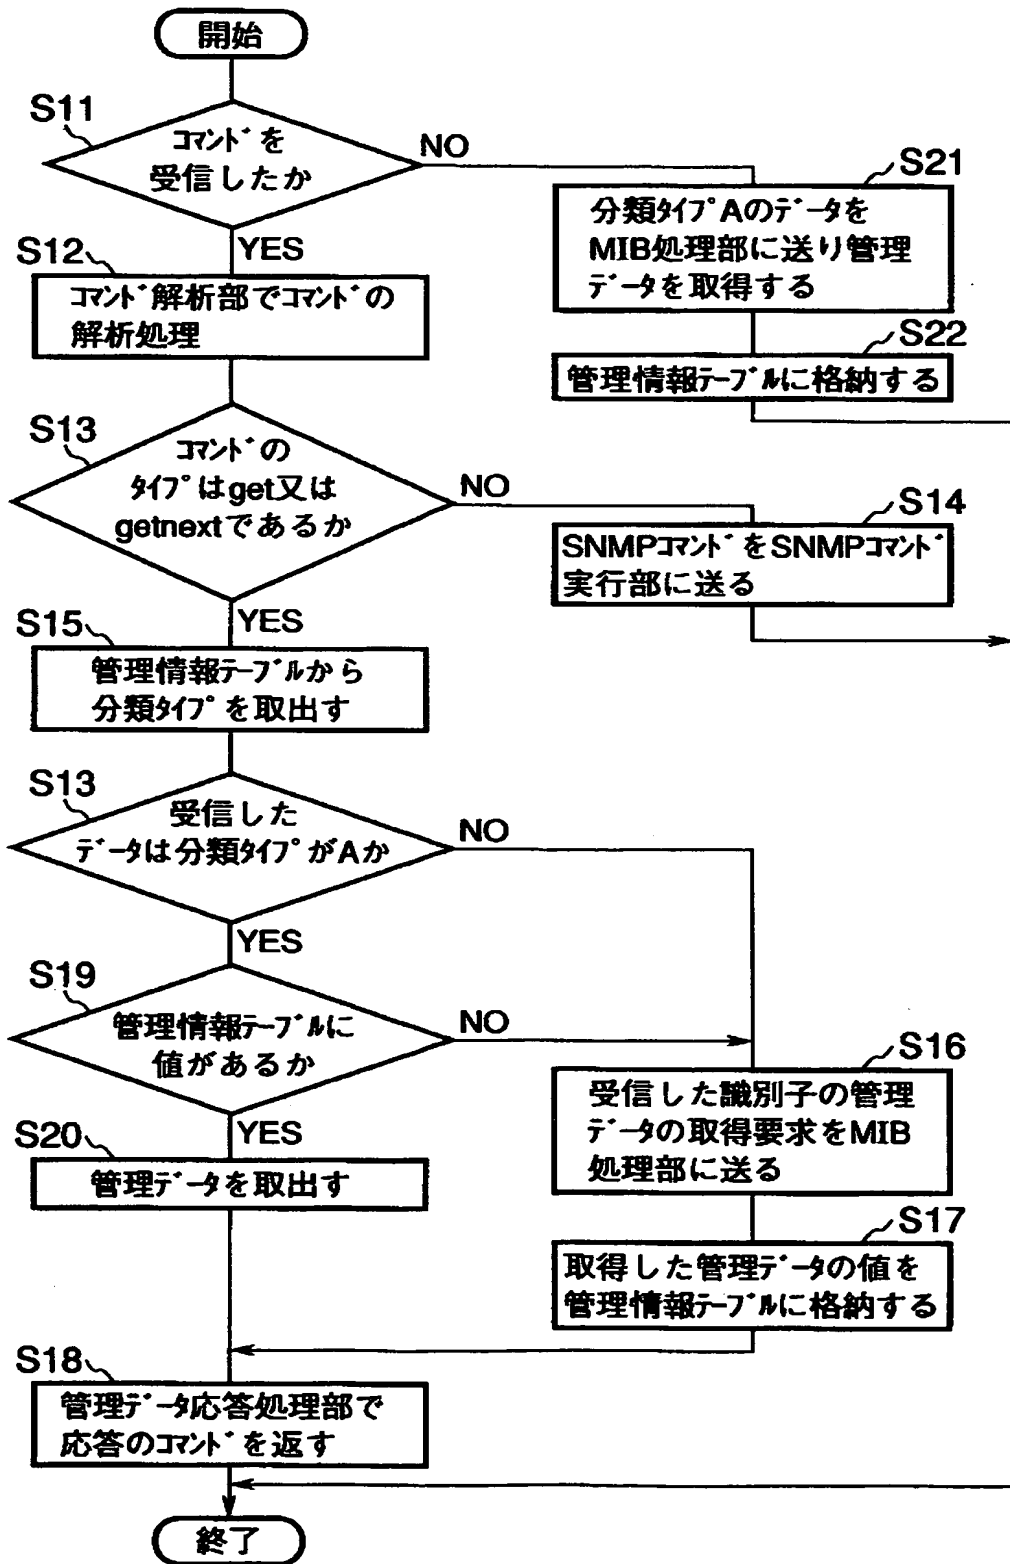 開始
S11
コマンドを
受信したか
NO
YES
S21
分類タイプAのデータを
MIB処理部に送り管理
データを取得する
S12
コマンド解析部でコマンドの
解析処理
S22
管理情報テーブルに格納する
S13
コマンドの
タイプはget又は
getnextであるか
NO
YES
S14
SNMPコマンドをSNMPコマンド
実行部に送る
S15
管理情報テーブルから
分類タイプを取出す
S13
受信した
データは分類タイプがAか
NO
YES
S19
管理情報テーブルに
値があるか
NO
YES
S16
受信した識別子の管理
データの取得要求をMIB
処理部に送る
S20
管理データを取出す
S17
取得した管理データの値を
管理情報テーブルに格納する
S18
管理データ応答処理部で
応答のコマンドを返す
終了